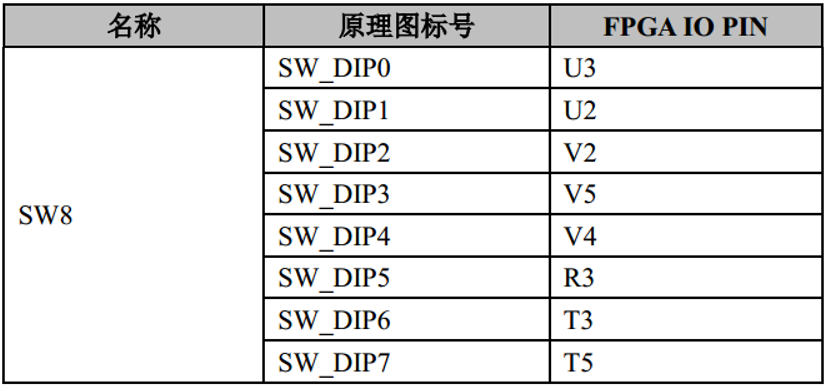 名称 原理图标号 FPGA IO PIN
SW8
SW_DIP0 U3
SW_DIP1 U2
SW_DIP2 V2
SW_DIP3 V5
SW_DIP4 V4
SW_DIP5 R3
SW_DIP6 T3
SW_DIP7 T5